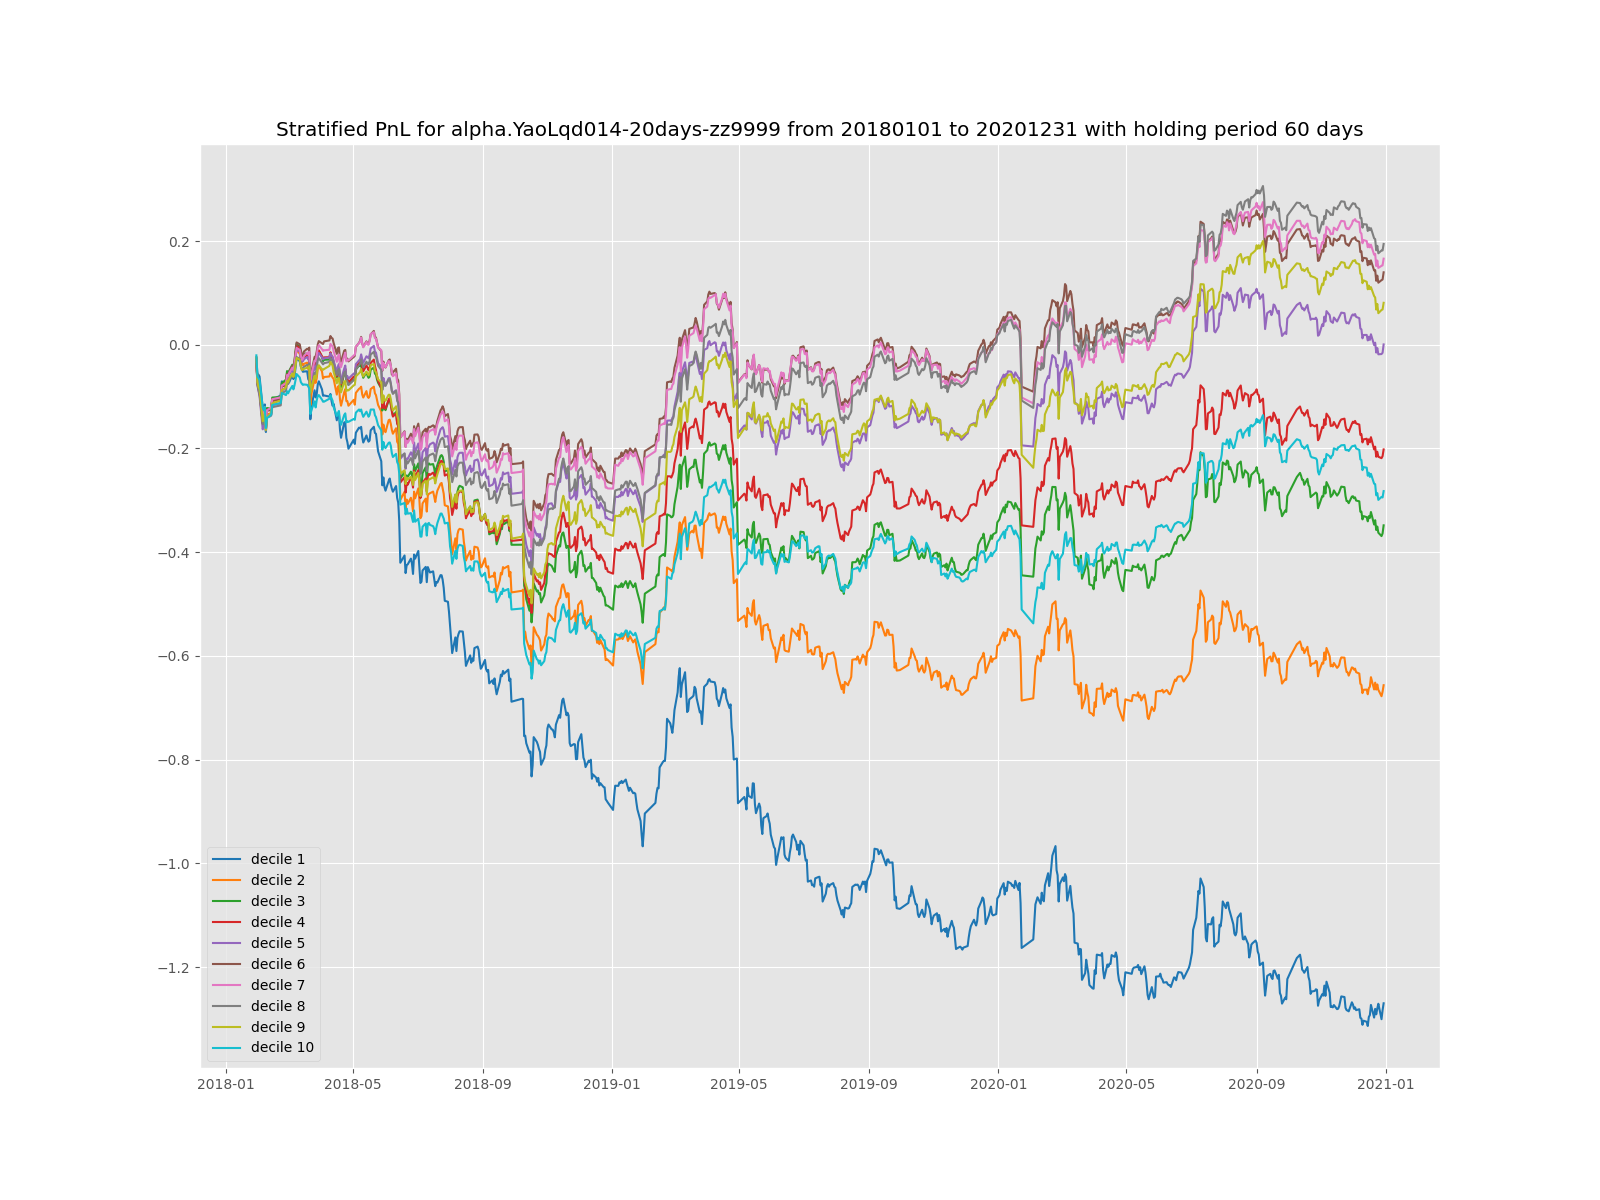 Stratified PnL for alpha.YaoLqd014-20days-zz9999 from 20180101 to 20201231 with holding period 60 days
0.2
0.0
−0.2
−0.4
−0.6
−0.8
−1.0
−1.2
decile 1
decile 2
decile 3
decile 4
decile 5
decile 6
decile 7
decile 8
decile 9
decile 10
2018-01 2018-05 2018-09 2019-01 2019-05 2019-09 2020-01 2020-05 2020-09 2021-01